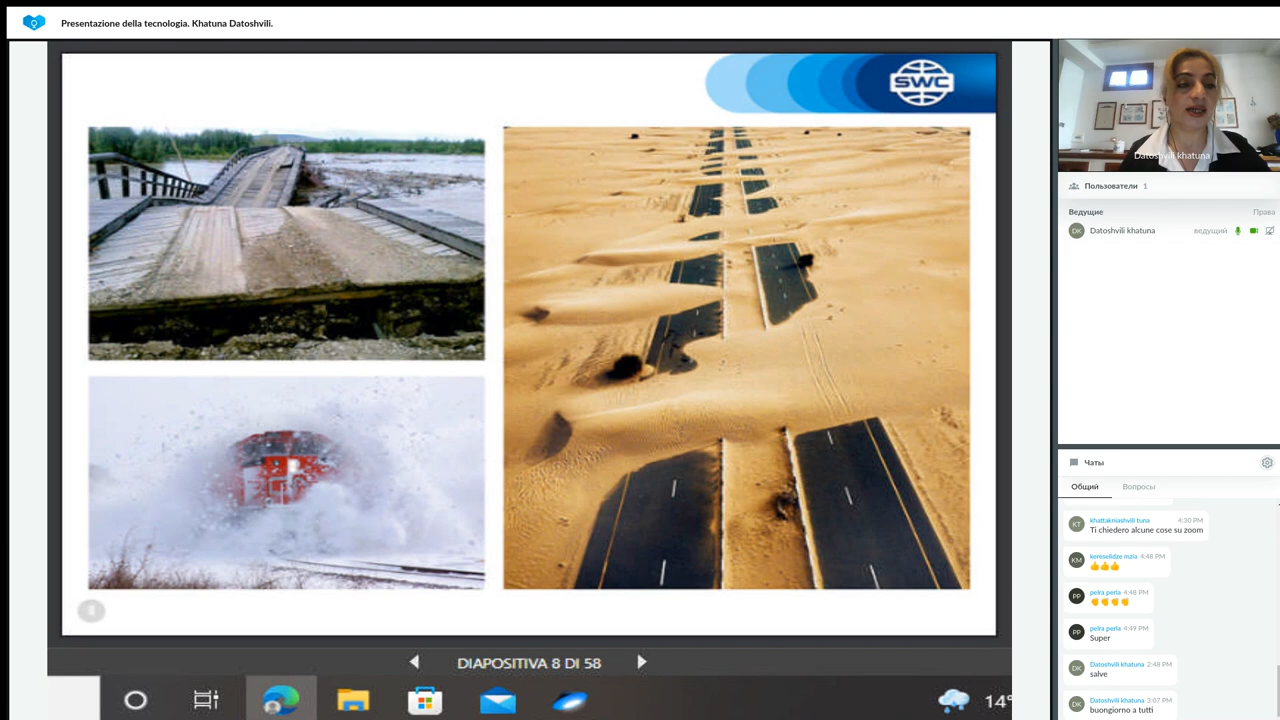 Presentazione della tecnologia. Khatuna Datoshvili.
SWC
DIAPOSITIVA 8 DI 58
14°
Datoshvili khatuna
Пользователи 1
Ведущие Права
DK Datoshvili khatuna ведущий
Чаты
Общий Вопросы
KT khattakniashvili tuna 4:30 PM
Ti chiedero alcune cose su zoom
KM kereselidze mzia 4:48 PM
PP pelra perla 4:48 PM
PP pelra perla 4:49 PM
Super
DK Datoshvili khatuna 2:48 PM
salve
DK Datoshvili khatuna 3:07 PM
buongiorno a tutti